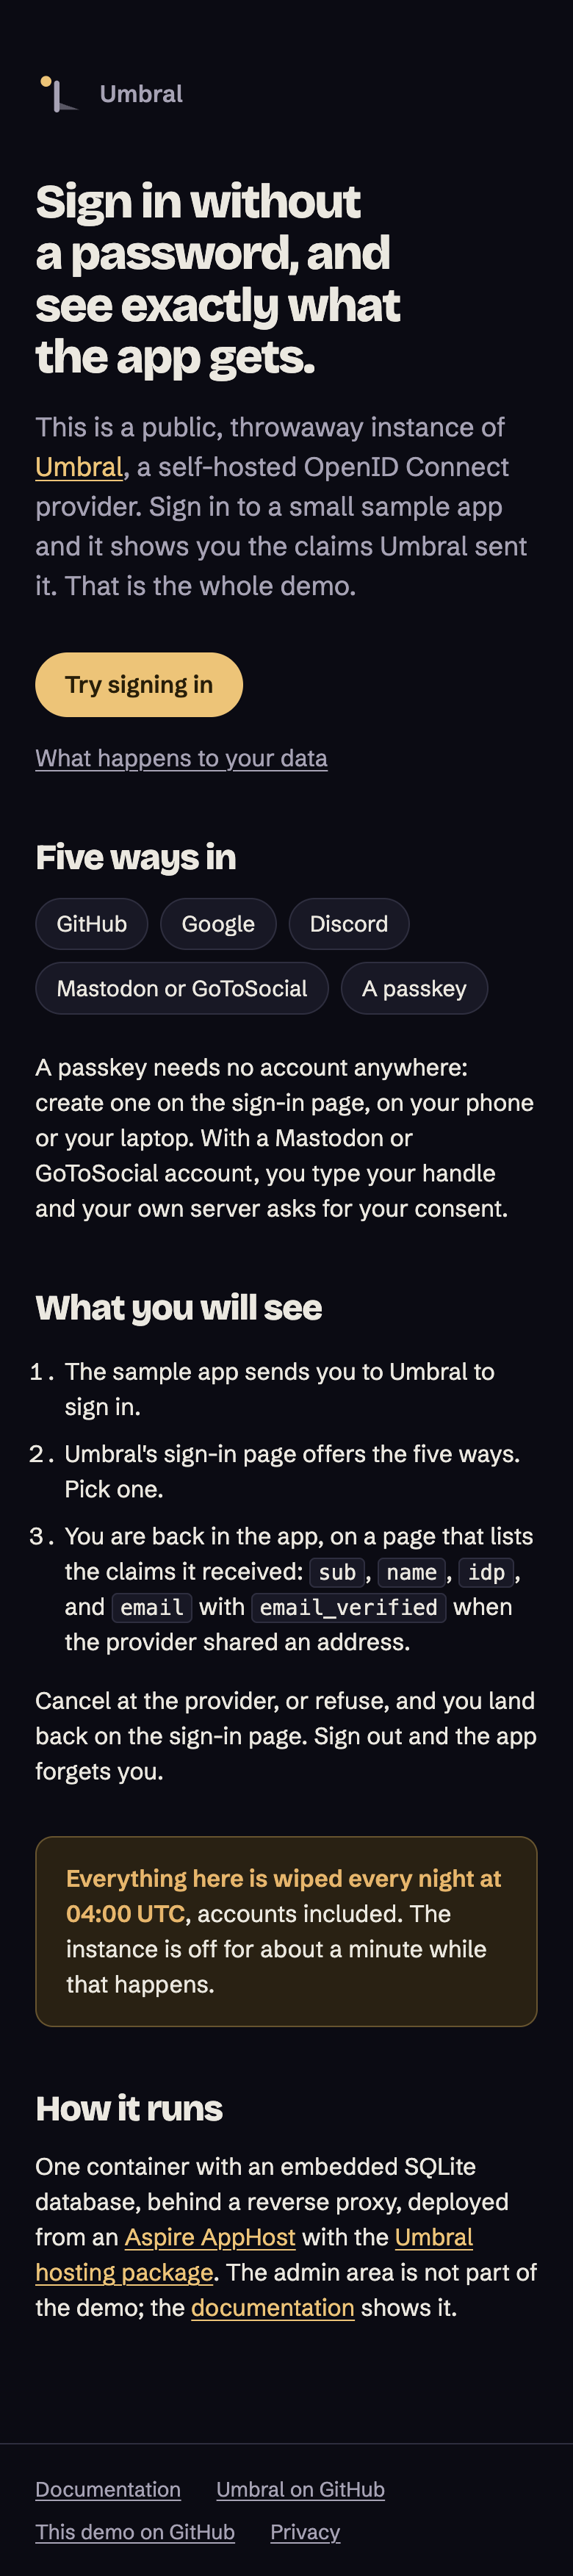 Umbral
Sign in without
a password, and
see exactly what
the app gets.
This is a public, throwaway instance of
Umbral, a self-hosted OpenID Connect
provider. Sign in to a small sample app
and it shows you the claims Umbral sent
it. That is the whole demo.
Try signing in
What happens to your data
Five ways in
GitHub Google Discord
Mastodon or GoToSocial A passkey
A passkey needs no account anywhere:
create one on the sign-in page, on your phone
or your laptop. With a Mastodon or
GoToSocial account, you type your handle
and your own server asks for your consent.
What you will see
1. The sample app sends you to Umbral to
sign in.
2. Umbral's sign-in page offers the five ways.
Pick one.
3. You are back in the app, on a page that lists
the claims it received: sub, name, idp,
and email with email_verified when
the provider shared an address.
Cancel at the provider, or refuse, and you land
back on the sign-in page. Sign out and the app
forgets you.
Everything here is wiped every night at
04:00 UTC, accounts included. The
instance is off for about a minute while
that happens.
How it runs
One container with an embedded SQLite
database, behind a reverse proxy, deployed
from an Aspire AppHost with the Umbral
hosting package. The admin area is not part of
the demo; the documentation shows it.
Documentation Umbral on GitHub
This demo on GitHub Privacy